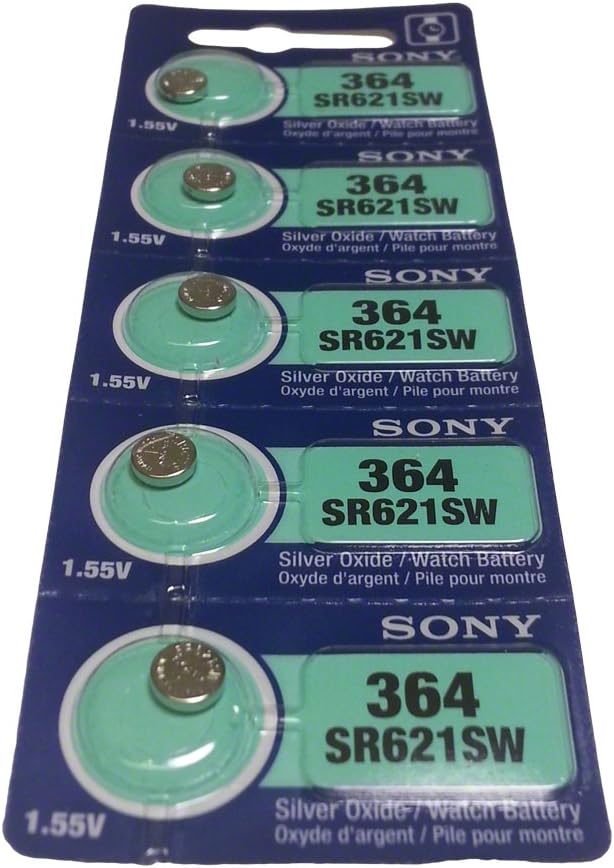 SONY
364
SR621SW
1.55V
Silver Oxide / Watch Battery
Oxyde d'argent / Pile pour montre
SONY
364
SR621SW
1.55V
Silver Oxide / Watch Battery
Oxyde d'argent / Pile pour montre
SONY
364
SR621SW
1.55V
Silver Oxide / Watch Battery
Oxyde d'argent / Pile pour montre
SONY
364
SR621SW
1.55V
Silver Oxide / Watch Battery
Oxyde d'argent / Pile pour montre
SONY
364
SR621SW
1.55V
Silver Oxide / Watch Battery
Oxyde d'argent / Pile pour montre